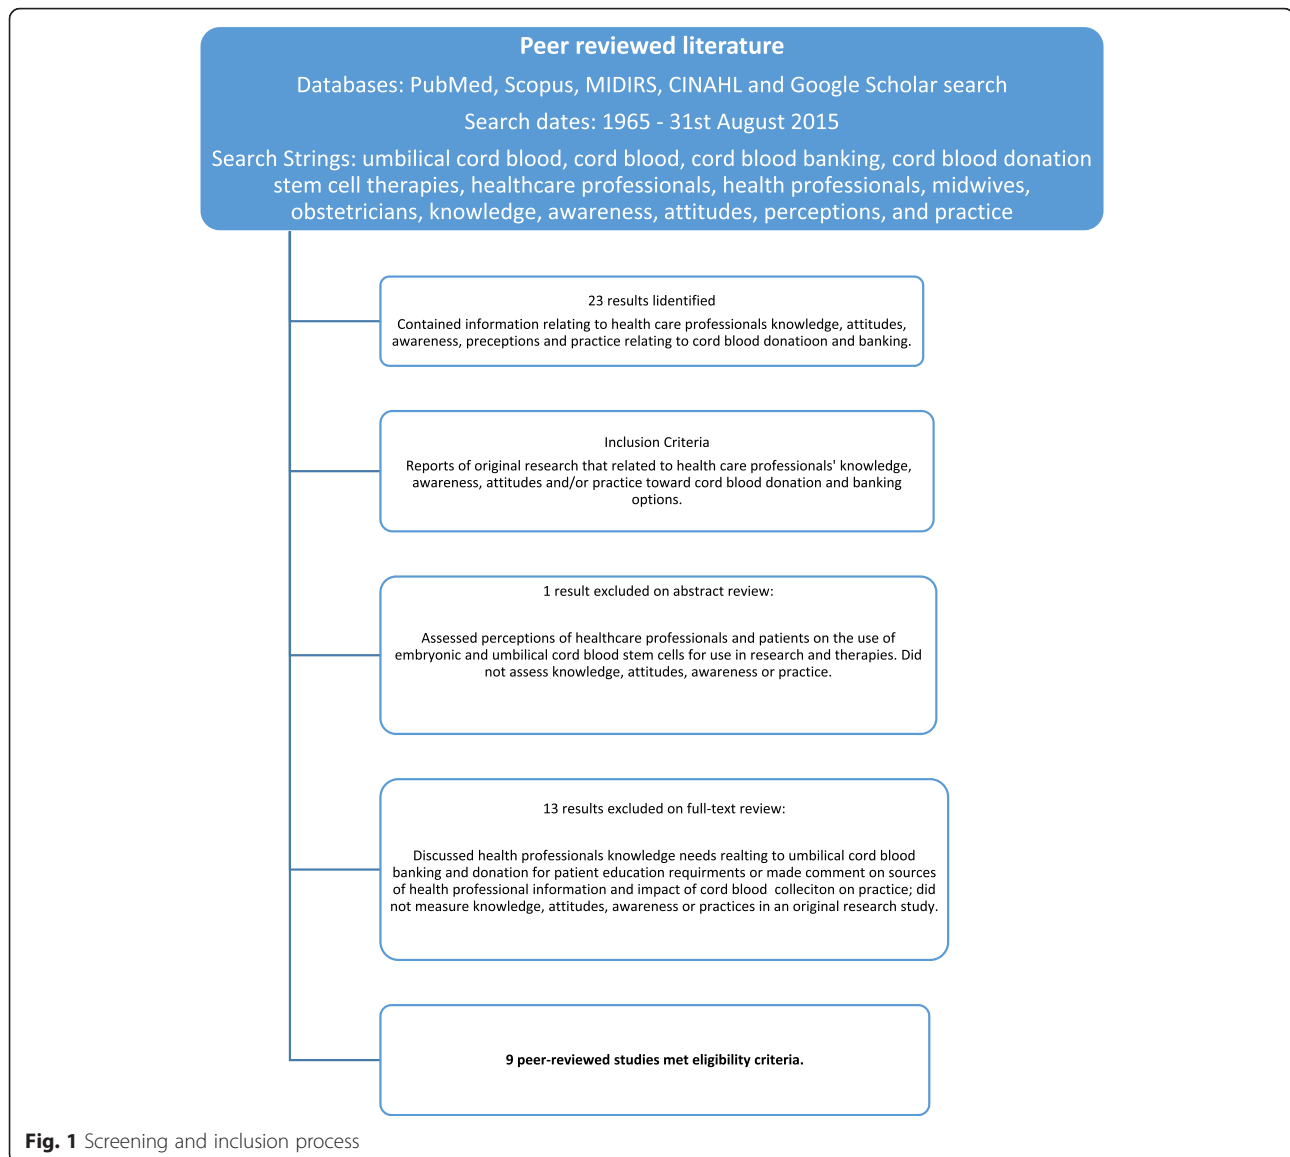 Peer reviewed literature
Databases: PubMed, Scopus, MIDIRS, CINAHL and Google Scholar search
Search dates: 1965 - 31st August 2015
Search Strings: umbilical cord blood, cord blood, cord blood banking, cord blood donation
stem cell therapies, healthcare professionals, health professionals, midwives,
obstetricians, knowledge, awareness, attitudes, perceptions, and practice
23 results lidentified
Contained information relating to health care professionals knowledge, attitudes,
awareness, preceptions and practice relating to cord blood donatioon and banking.
Inclusion Criteria
Reports of original research that related to health care professionals' knowledge,
awareness, attitudes and/or practice toward cord blood donation and banking
options.
1 result excluded on abstract review:
Assessed perceptions of healthcare professionals and patients on the use of
embryonic and umbilical cord blood stem cells for use in research and therapies. Did
not assess knowledge, attitudes, awareness or practice.
13 results excluded on full-text review:
Discussed health professionals knowledge needs realting to umbilical cord blood
banking and donation for patient education requirments or made comment on sources
of health professional information and impact of cord blood colleciton on practice; did
not measure knowledge, attitudes, awareness or practices in an original research study.
9 peer-reviewed studies met eligibility criteria.
Fig. 1 Screening and inclusion process